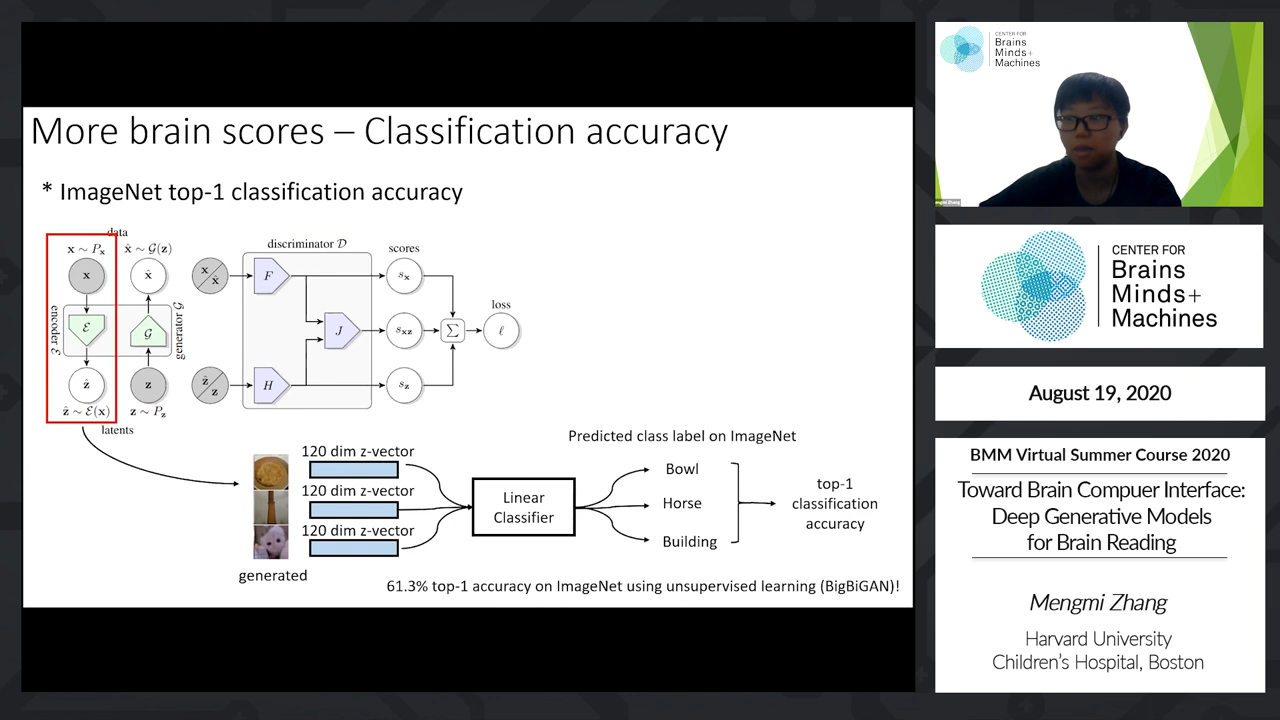 More brain scores – Classification accuracy
* ImageNet top-1 classification accuracy
data
x ~ Pₓ
x̂ ~ G(z)
x
x̂
encoder ℰ
ℰ
G
generator G
ẑ
z
ẑ ~ ℰ(x)
z ~ P_z
latents
discriminator D
x/x̂
F
J
H
ẑ/z
scores
sₓ
sₓz
s_z
Σ
loss
ℓ
120 dim z-vector
120 dim z-vector
120 dim z-vector
generated
Linear
Classifier
Predicted class label on ImageNet
Bowl
Horse
Building
top-1
classification
accuracy
61.3% top-1 accuracy on ImageNet using unsupervised learning (BigBiGAN)!
CENTER FOR
Brains
Minds+
Machines
CENTER FOR
Brains
Minds+
Machines
August 19, 2020
BMM Virtual Summer Course 2020
Toward Brain Compuer Interface:
Deep Generative Models
for Brain Reading
Mengmi Zhang
Harvard University
Children's Hospital, Boston